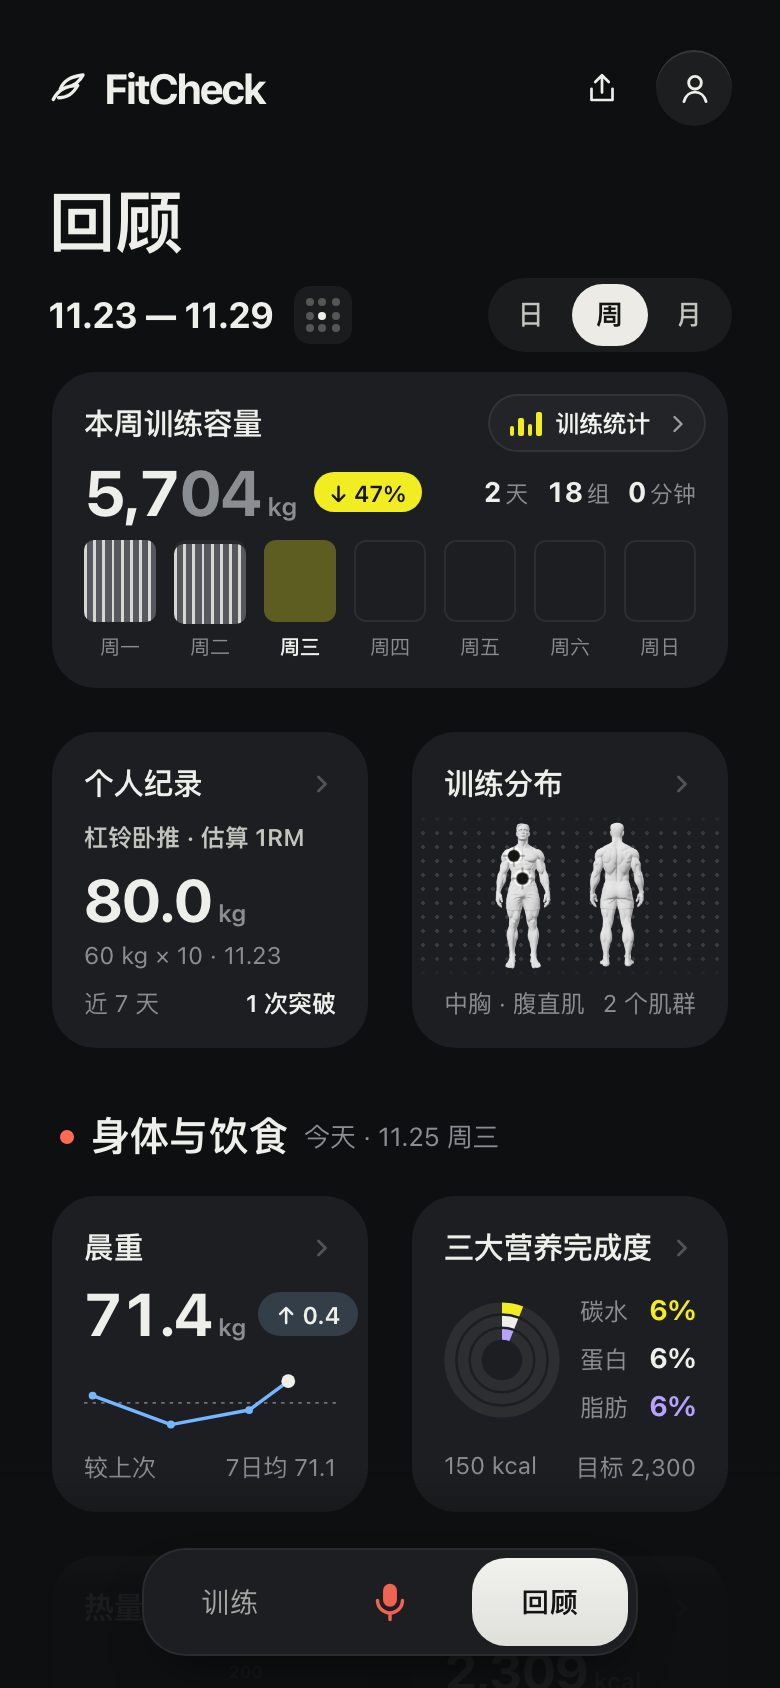 FitCheck
回顾
11.23 — 11.29
日 周 月
本周训练容量
训练统计
5,704 kg
↓ 47%
2 天 18 组 0 分钟
周一 周二 周三 周四 周五 周六 周日
个人纪录
杠铃卧推 · 估算 1RM
80.0 kg
60 kg × 10 · 11.23
近 7 天 1 次突破
训练分布
中胸 · 腹直肌 2 个肌群
身体与饮食 今天 · 11.25 周三
晨重
71.4 kg ↑ 0.4
较上次 7日均 71.1
三大营养完成度
碳水 6%
蛋白 6%
脂肪 6%
150 kcal 目标 2,300
热量
训练 回顾
200
2,309 kcal